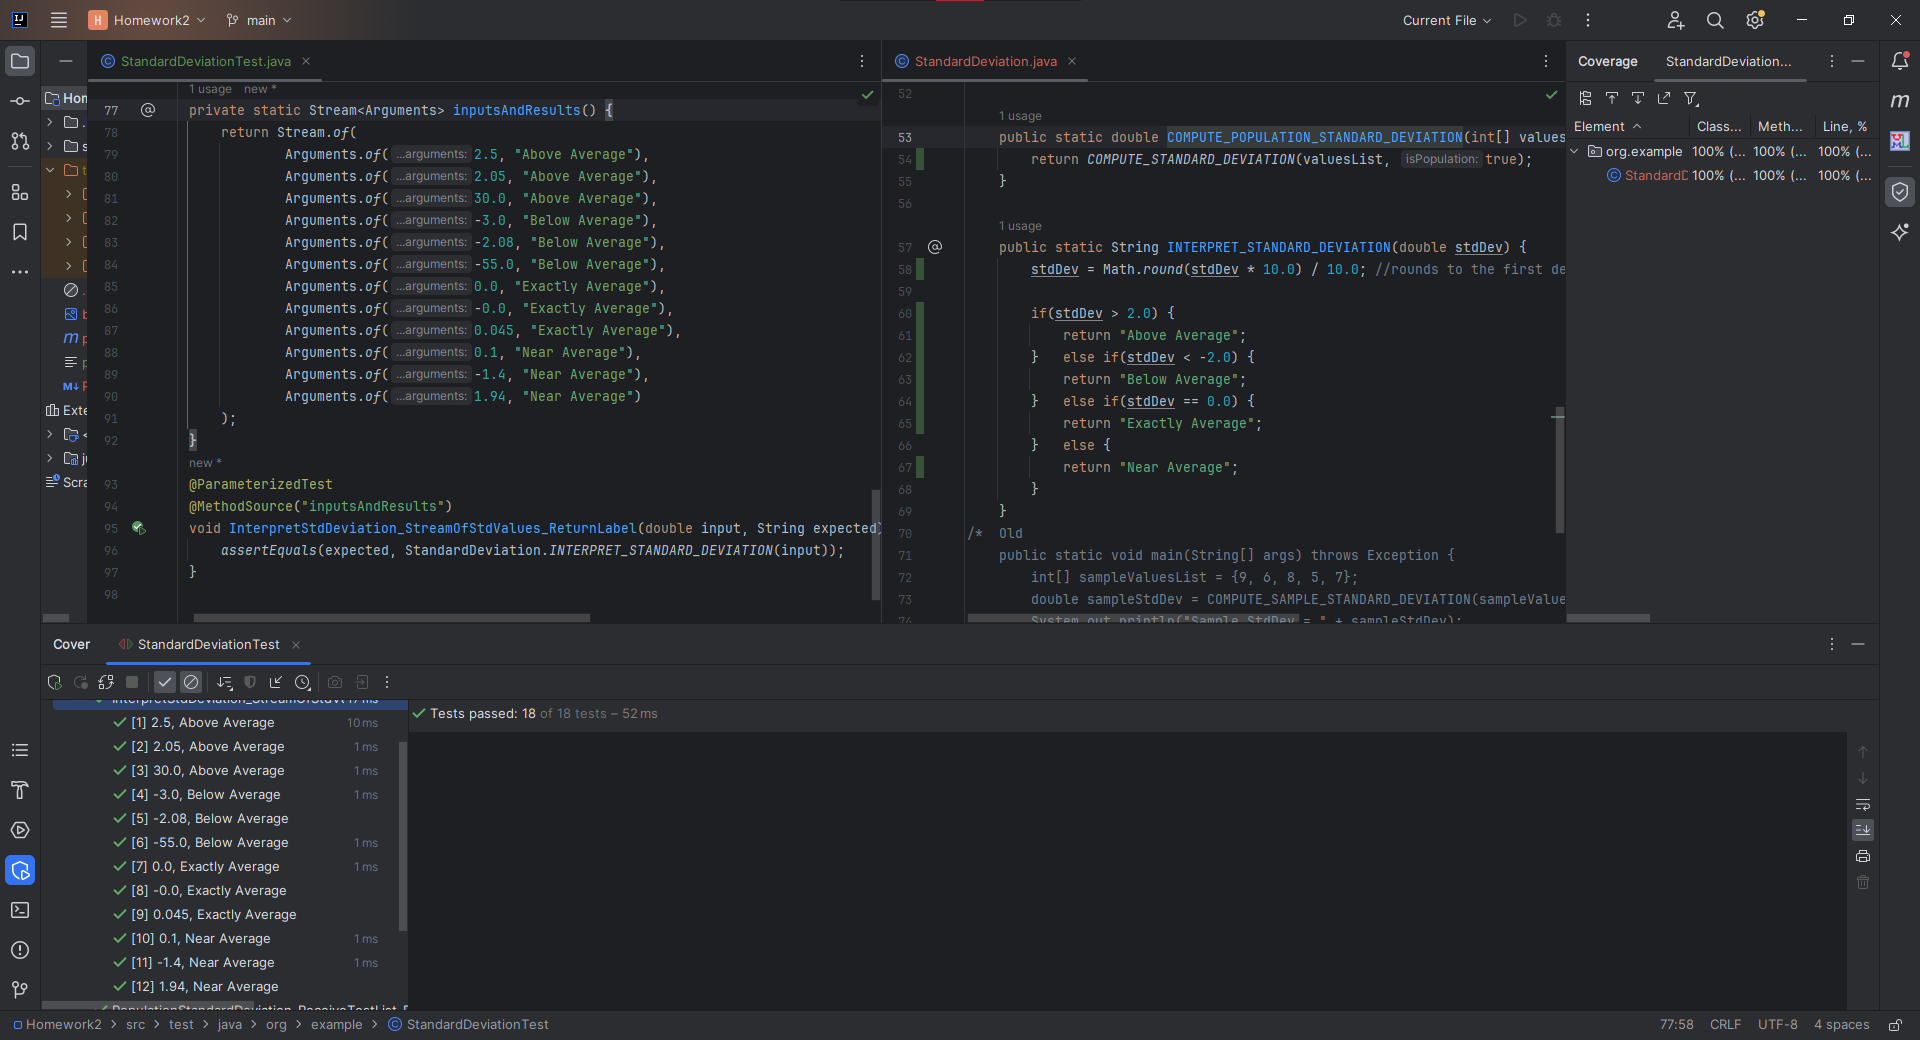 Homework2 main Current File
StandardDeviationTest.java
StandardDeviation.java
Coverage StandardDeviation...
1 usage new *
77 private static Stream<Arguments> inputsAndResults() {
78 return Stream.of(
79 Arguments.of( ...arguments: 2.5, "Above Average"),
80 Arguments.of( ...arguments: 2.05, "Above Average"),
81 Arguments.of( ...arguments: 30.0, "Above Average"),
82 Arguments.of( ...arguments: -3.0, "Below Average"),
83 Arguments.of( ...arguments: -2.08, "Below Average"),
84 Arguments.of( ...arguments: -55.0, "Below Average"),
85 Arguments.of( ...arguments: 0.0, "Exactly Average"),
86 Arguments.of( ...arguments: -0.0, "Exactly Average"),
87 Arguments.of( ...arguments: 0.045, "Exactly Average"),
88 Arguments.of( ...arguments: 0.1, "Near Average"),
89 Arguments.of( ...arguments: -1.4, "Near Average"),
90 Arguments.of( ...arguments: 1.94, "Near Average")
91 );
92 }
new *
93 @ParameterizedTest
94 @MethodSource("inputsAndResults")
95 void InterpretStdDeviation_StreamOfStdValues_ReturnLabel(double input, String expected)
96 assertEquals(expected, StandardDeviation.INTERPRET_STANDARD_DEVIATION(input));
97 }
98
52
1 usage
53 public static double COMPUTE_POPULATION_STANDARD_DEVIATION(int[] values
54 return COMPUTE_STANDARD_DEVIATION(valuesList, isPopulation: true);
55 }
56
1 usage
57 public static String INTERPRET_STANDARD_DEVIATION(double stdDev) {
58 stdDev = Math.round(stdDev * 10.0) / 10.0; //rounds to the first de
59
60 if(stdDev > 2.0) {
61 return "Above Average";
62 } else if(stdDev < -2.0) {
63 return "Below Average";
64 } else if(stdDev == 0.0) {
65 return "Exactly Average";
66 } else {
67 return "Near Average";
68 }
69 }
70 /* Old
71 public static void main(String[] args) throws Exception {
72 int[] sampleValuesList = {9, 6, 8, 5, 7};
73 double sampleStdDev = COMPUTE_SAMPLE_STANDARD_DEVIATION(sampleValue
74 System.out.println("Sample StdDev = " + sampleStdDev);
Element Class... Meth... Line, %
org.example 100% (... 100% (... 100% (...
StandardD 100% (... 100% (... 100% (...
Cover StandardDeviationTest
Tests passed: 18 of 18 tests – 52 ms
InterpretStdDeviation_StreamOfStdV 17 ms
[1] 2.5, Above Average 10 ms
[2] 2.05, Above Average 1 ms
[3] 30.0, Above Average 1 ms
[4] -3.0, Below Average 1 ms
[5] -2.08, Below Average
[6] -55.0, Below Average 1 ms
[7] 0.0, Exactly Average 1 ms
[8] -0.0, Exactly Average
[9] 0.045, Exactly Average
[10] 0.1, Near Average 1 ms
[11] -1.4, Near Average 1 ms
[12] 1.94, Near Average
PopulationStandardDeviation_ReceiveTestList_
Homework2 > src > test > java > org > example > StandardDeviationTest
77:58 CRLF UTF-8 4 spaces